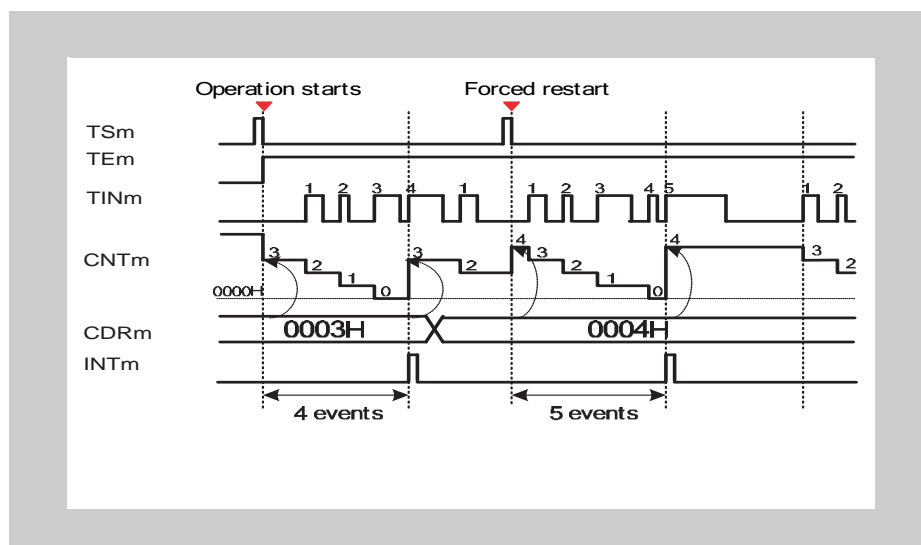 Operation starts Forced restart
TSm
TEm
TINm 1 2 3 4 1 1 2 3 4 5 1 2
CNTm 3 2 1 0 3 2 4 3 2 1 0 4 3 2
0000H
CDRm 0003H 0004H
INTm
4 events 5 events